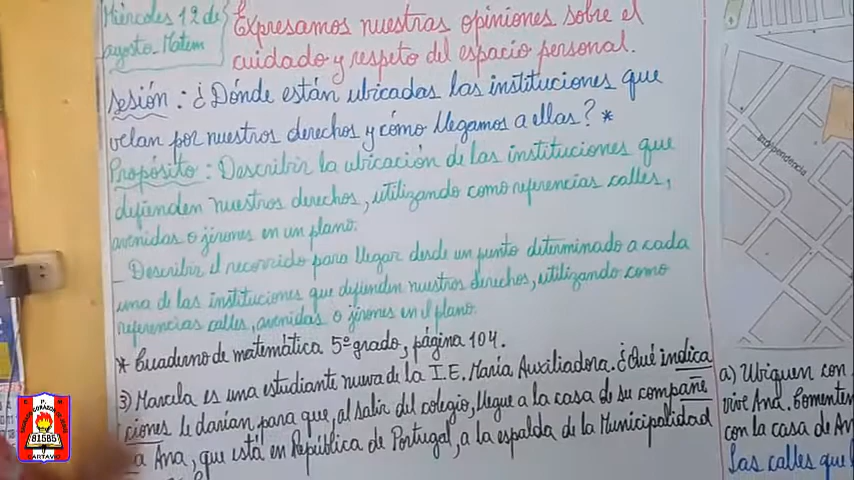 Miércoles 12 de
agosto. Matem
Expresamos nuestras opiniones sobre el
cuidado y respeto del espacio personal.
Sesión : ¿Dónde están ubicadas las instituciones que
velan por nuestros derechos y cómo llegamos a ellas? *
Propósito : Describir la ubicación de las instituciones que
defienden nuestros derechos, utilizando como referencias calles,
avenidas o jirones en un plano.
- Describir el recorrido para llegar desde un punto determinado a cada
una de las instituciones que defienden nuestros derechos, utilizando como
referencias calles, avenidas o jirones en el plano.
* Cuaderno de matemática 5º grado, página 104.
3) Marcela es una estudiante nueva de la I.E. María Auxiliadora. ¿Qué indica
ciones le darían para que, al salir del colegio, llegue a la casa de su compañe
a Ana, que está en República de Portugal, a la espalda de la Municipalidad
Independencia
a) Ubiquen con
vive Ana. Comenten
con la casa de An
Las calles que
81585
CARTAVIO